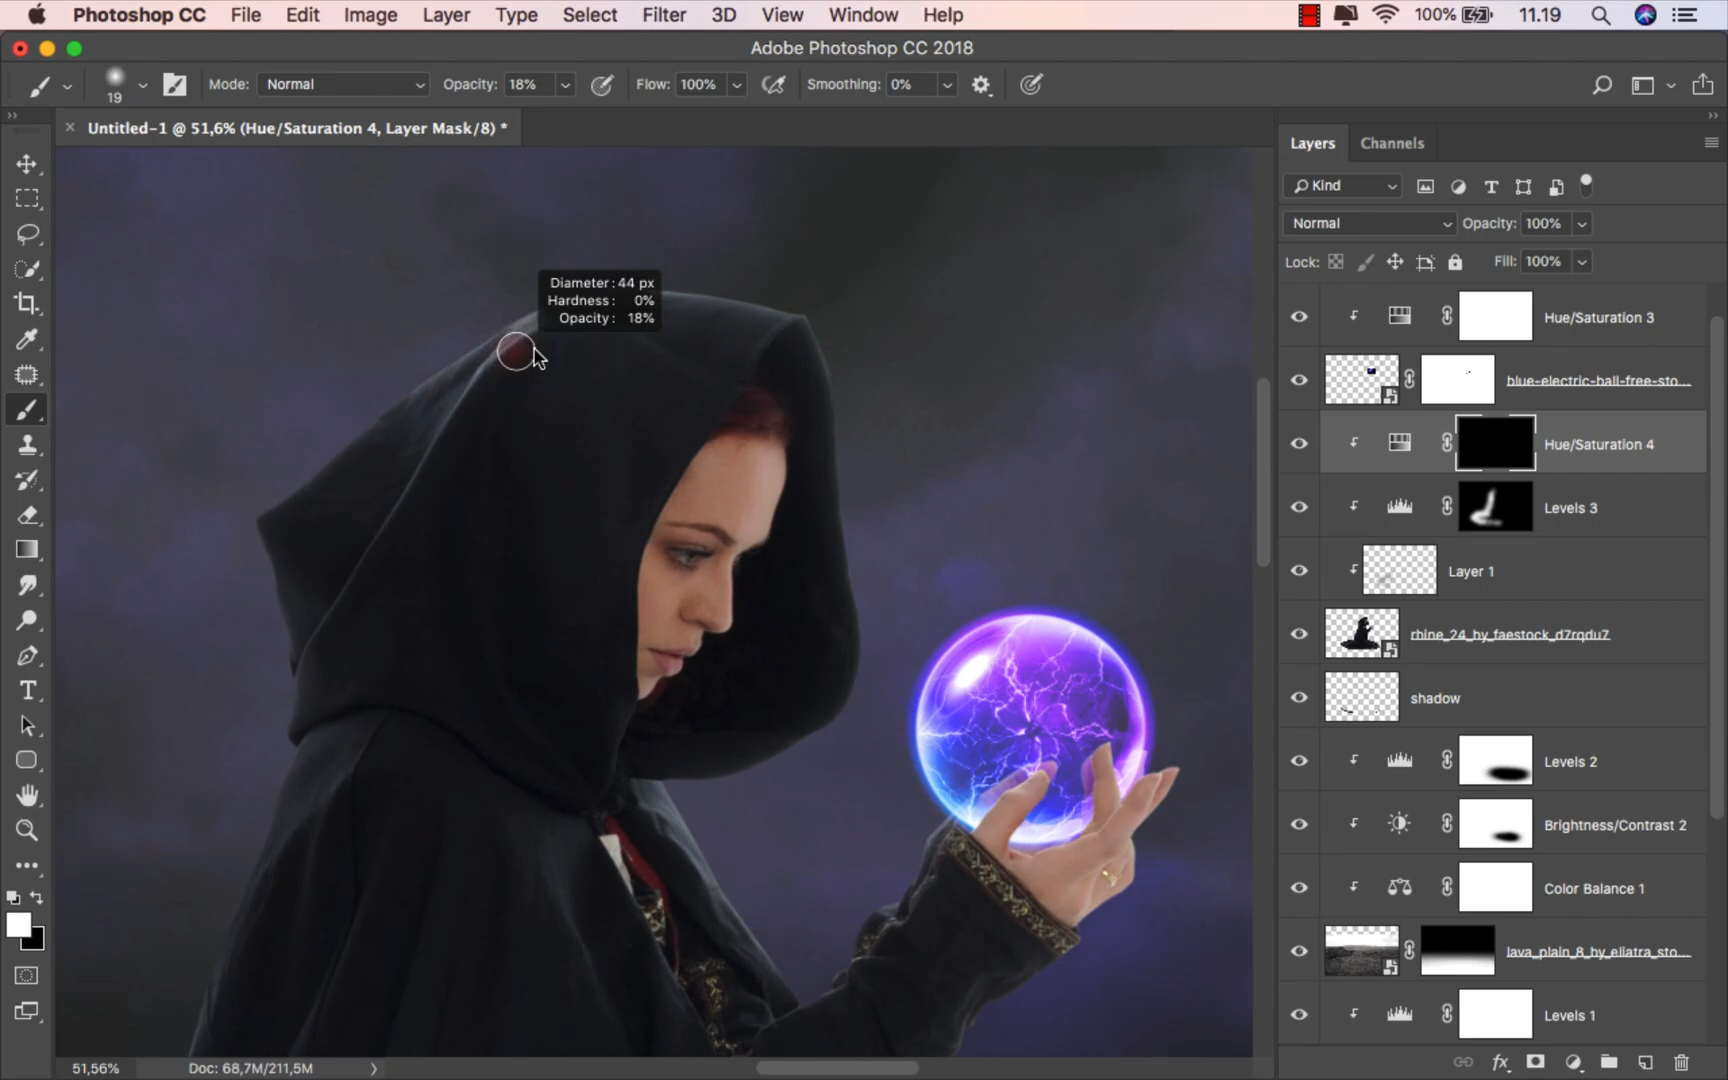 Photoshop CC File Edit Image Layer Type Select Filter 3D View Window Help 100% 11.19
Adobe Photoshop CC 2018
19 Mode: Normal Opacity: 18% Flow: 100% Smoothing: 0%
Untitled-1 @ 51,6% (Hue/Saturation 4, Layer Mask/8) *
Layers Channels
Kind
Normal Opacity: 100%
Lock: Fill: 100%
Diameter: 44 px
Hardness: 0%
Opacity: 18%
Hue/Saturation 3
blue-electric-ball-free-sto...
Hue/Saturation 4
Levels 3
Layer 1
rhine_24_by_faestock_d7rqdu7
shadow
Levels 2
Brightness/Contrast 2
Color Balance 1
lava_plain_8_by_eliatra_sto...
Levels 1
51,56% Doc: 68,7M/211,5M